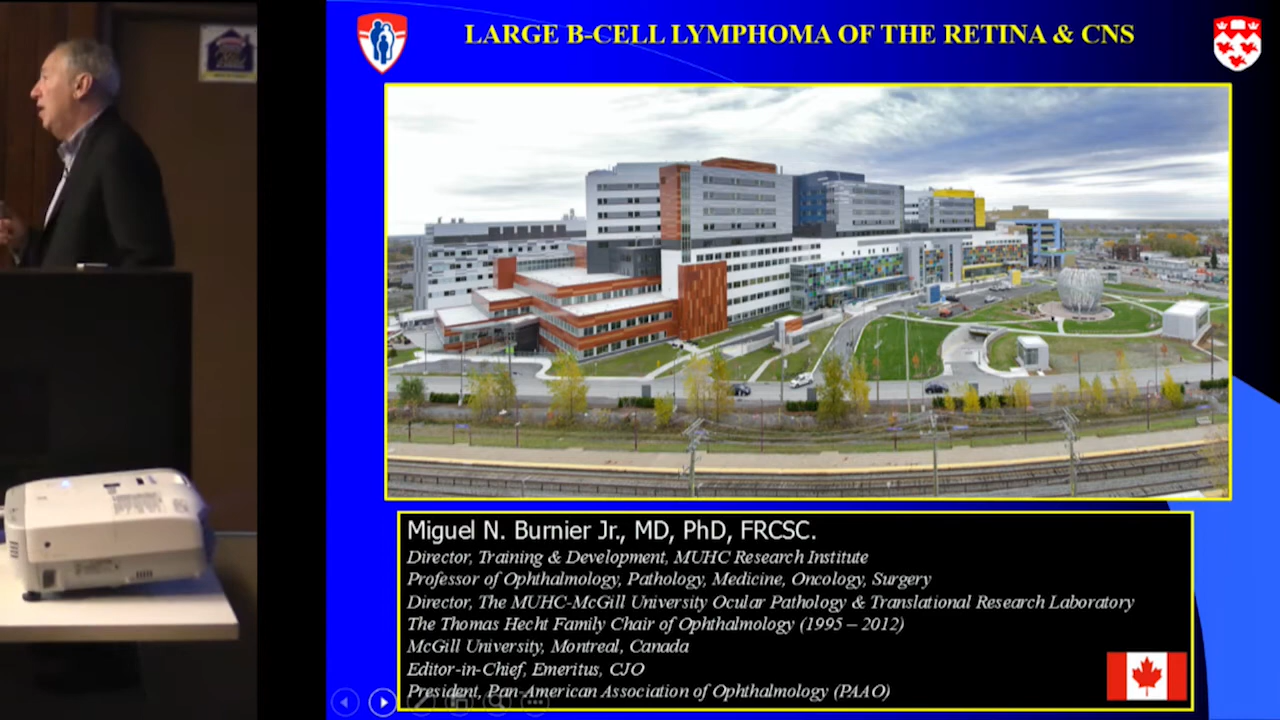 LARGE B-CELL LYMPHOMA OF THE RETINA & CNS
Miguel N. Burnier Jr., MD, PhD, FRCSC.
Director, Training & Development, MUHC Research Institute
Professor of Ophthalmology, Pathology, Medicine, Oncology, Surgery
Director, The MUHC-McGill University Ocular Pathology & Translational Research Laboratory
The Thomas Hecht Family Chair of Ophthalmology (1995 – 2012)
McGill University, Montreal, Canada
Editor-in-Chief, Emeritus, CJO
President, Pan-American Association of Ophthalmology (PAAO)